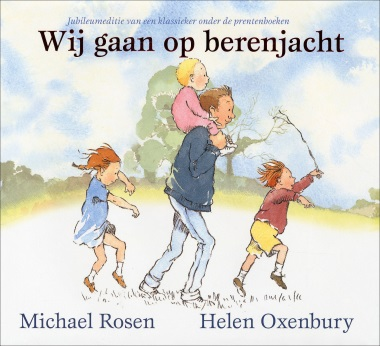 Jubileumeditie van een klassieker onder de prentenboeken
Wij gaan op berenjacht
Michael Rosen Helen Oxenbury